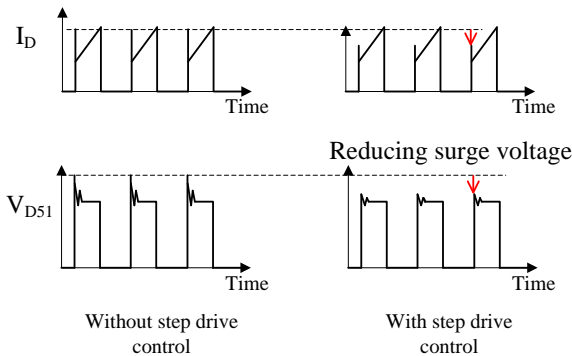 I_D
Time
Time
Reducing surge voltage
V_D51
Time
Time
Without step drive
control
With step drive
control